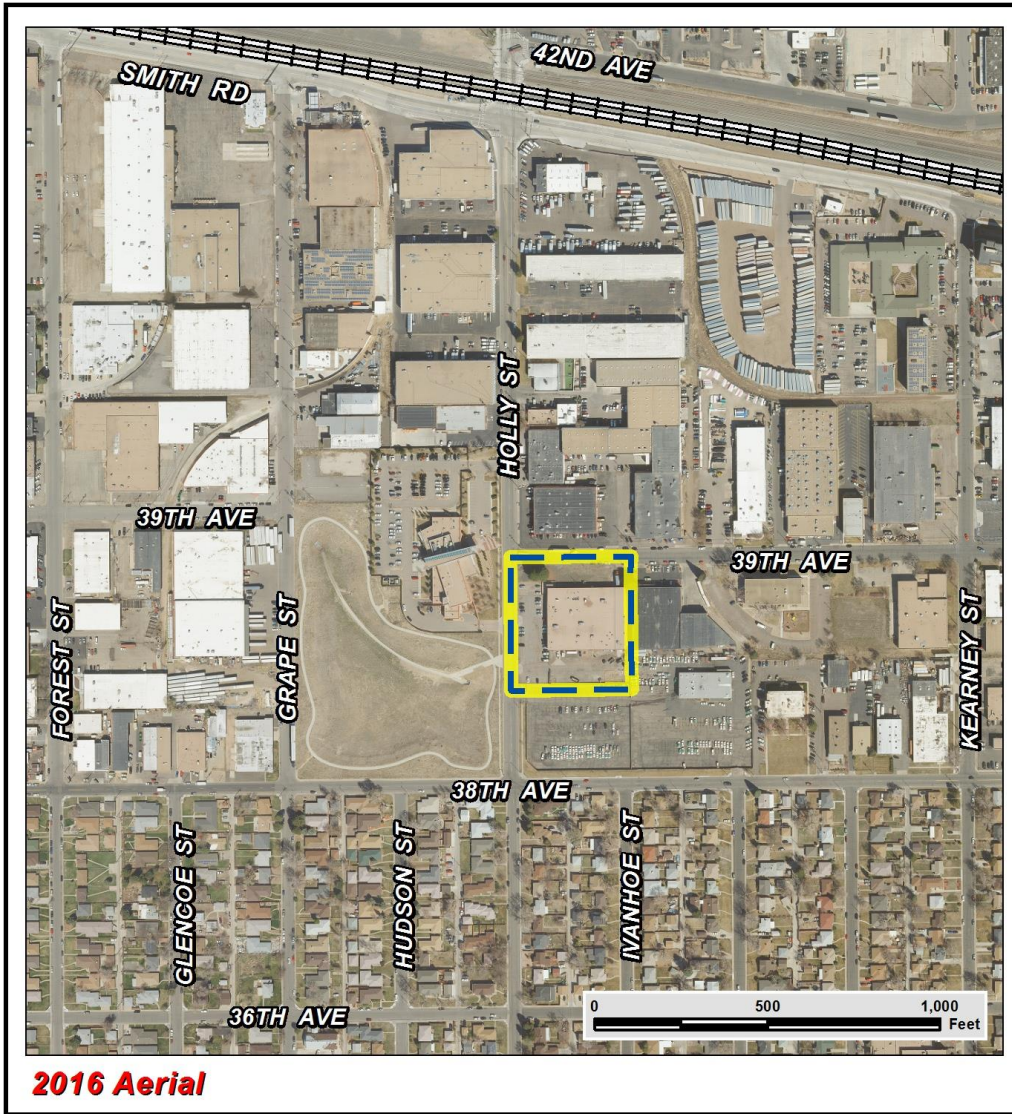 42ND AVE
SMITH RD
HOLLY ST
39TH AVE
39TH AVE
FOREST ST
GRAPE ST
KEARNEY ST
38TH AVE
GLENCOE ST
HUDSON ST
IVANHOE ST
36TH AVE
0 500 1,000
Feet
2016 Aerial